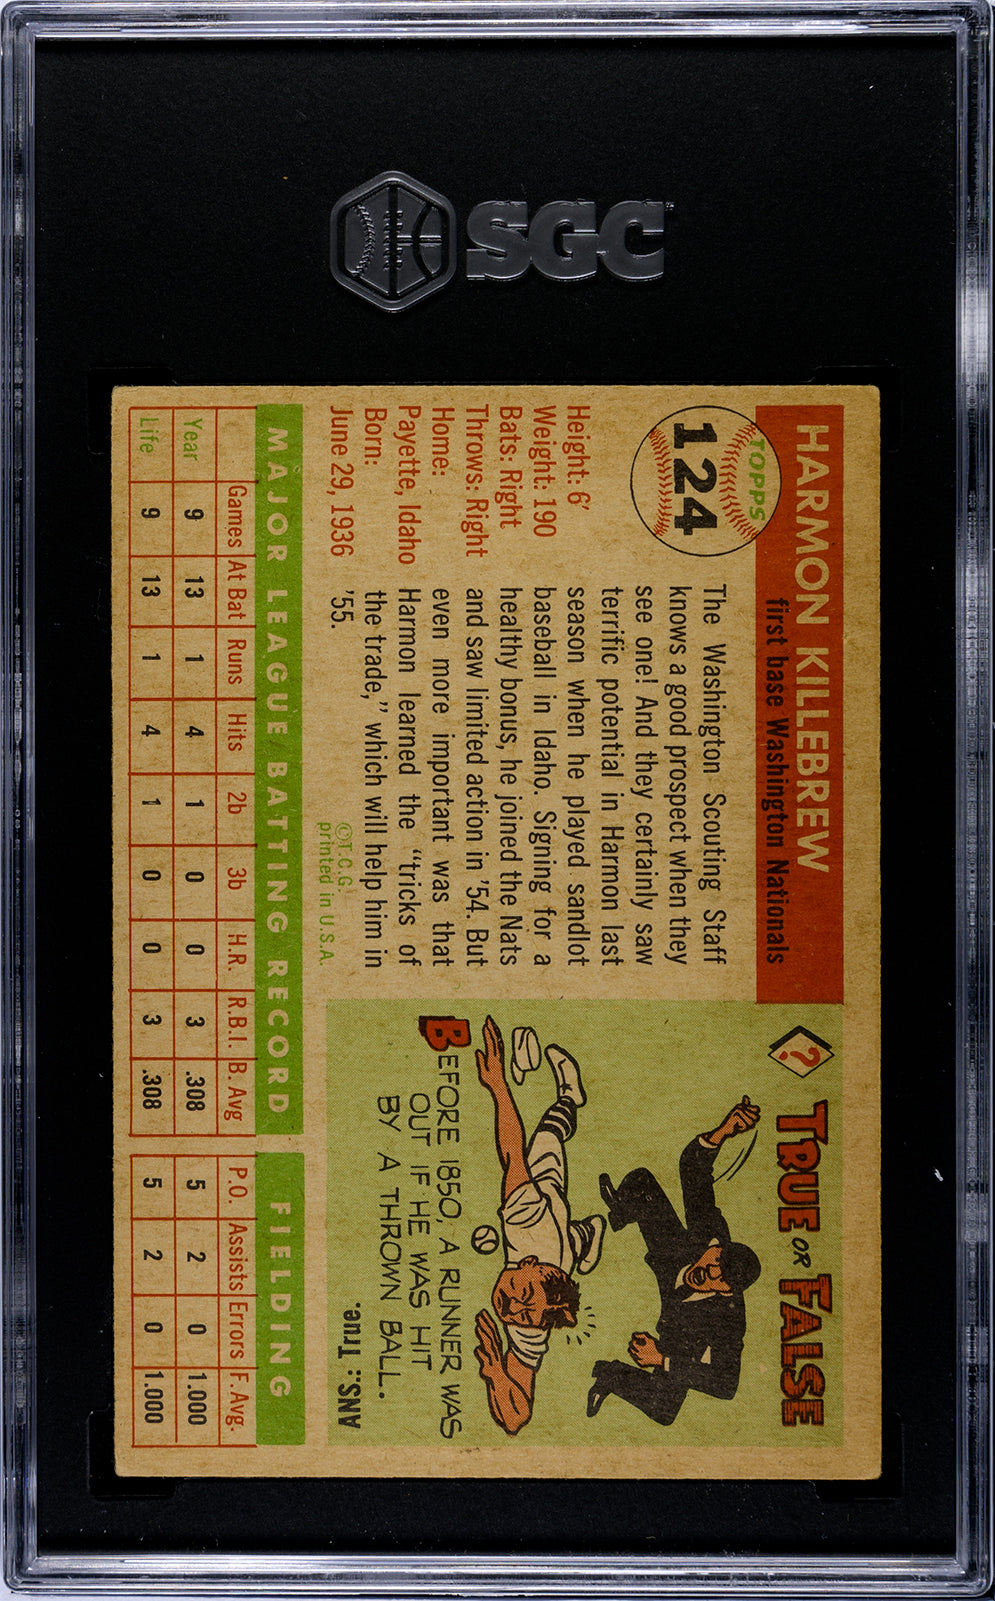 SGC
TOPPS
124
HARMON KILLEBREW
first base Washington Nationals
Height: 6'
Weight: 190
Bats: Right
Throws: Right
Home:
Payette, Idaho
Born:
June 29, 1936
The Washington Scouting Staff
knows a good prospect when they
see one! And they certainly saw
terrific potential in Harmon last
season when he played sandlot
baseball in Idaho. Signing for a
healthy bonus, he joined the Nats
and saw limited action in '54. But
even more important was that
Harmon learned the "tricks of
the trade," which will help him in
'55.
©T.C.G.
printed in U.S.A.
?
TRUE OR FALSE
BEFORE 1850, A RUNNER WAS
OUT IF HE WAS HIT
BY A THROWN BALL.
ANS.: True.
MAJOR LEAGUE BATTING RECORD FIELDING
Games At Bat Runs Hits 2b 3b H.R. R.B.I. B. Avg P.O. Assists Errors F. Avg.
Year 9 13 1 4 1 0 0 3 .308 5 2 0 1.000
Life 9 13 1 4 1 0 0 3 .308 5 2 0 1.000